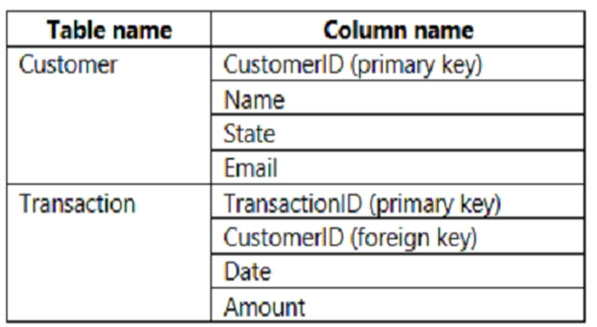 Table name Column name
Customer CustomerID (primary key)
Name
State
Email
Transaction TransactionID (primary key)
CustomerID (foreign key)
Date
Amount